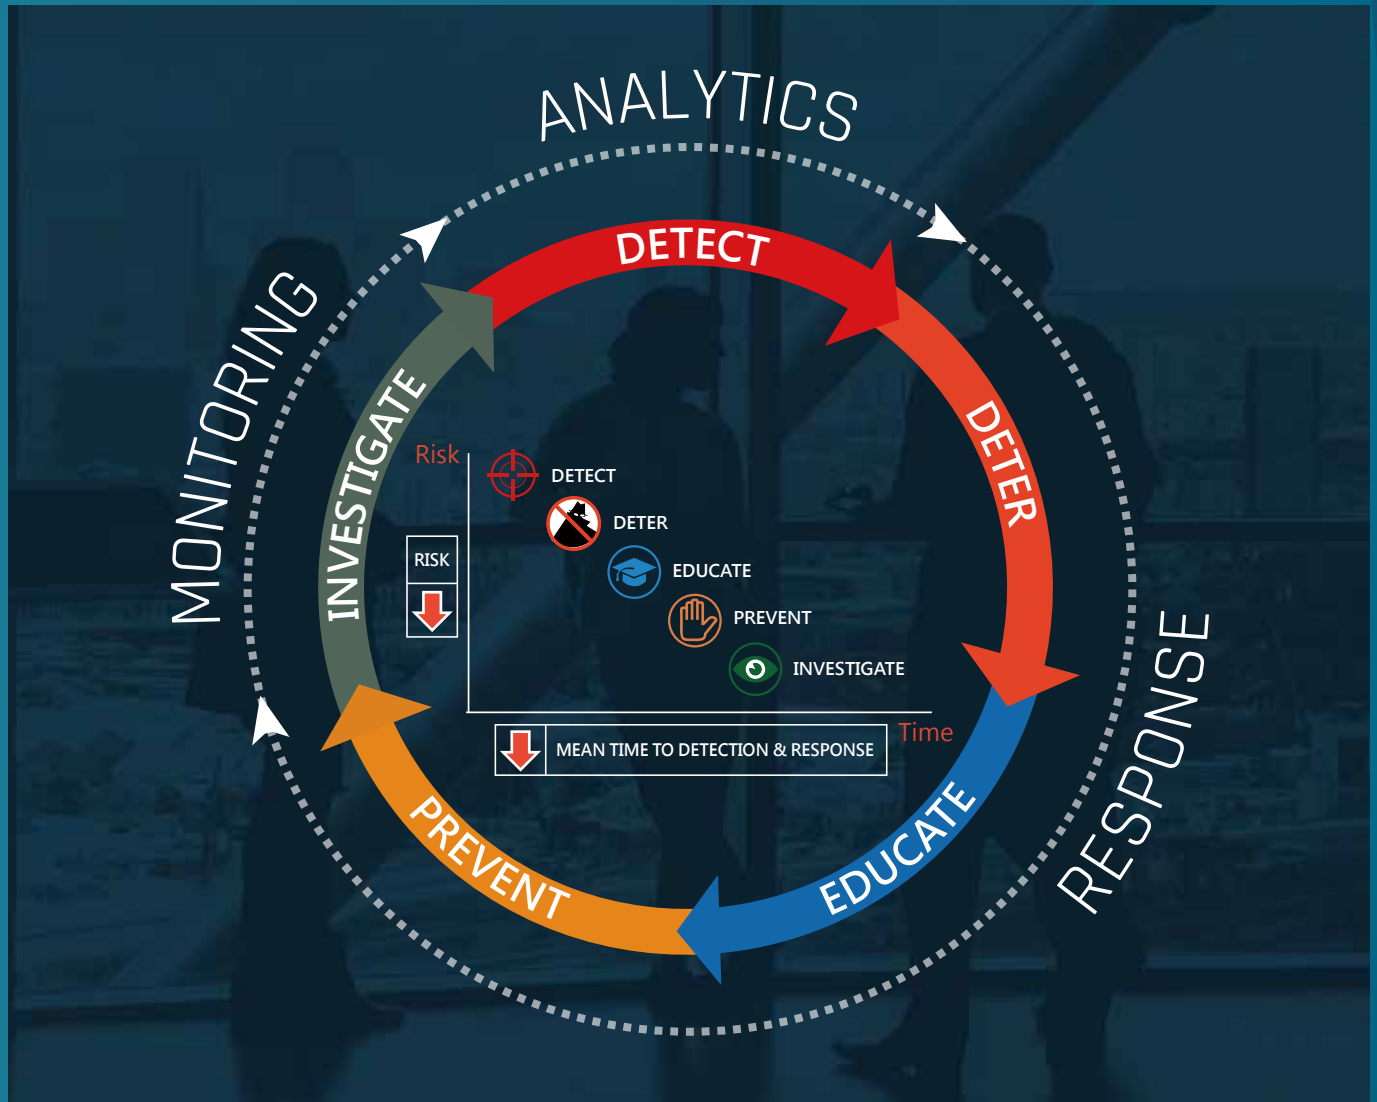 ANALYTICS
MONITORING
RESPONSE
DETECT
DETER
EDUCATE
PREVENT
INVESTIGATE
Risk
DETECT
DETER
EDUCATE
PREVENT
INVESTIGATE
RISK
Time
MEAN TIME TO DETECTION & RESPONSE